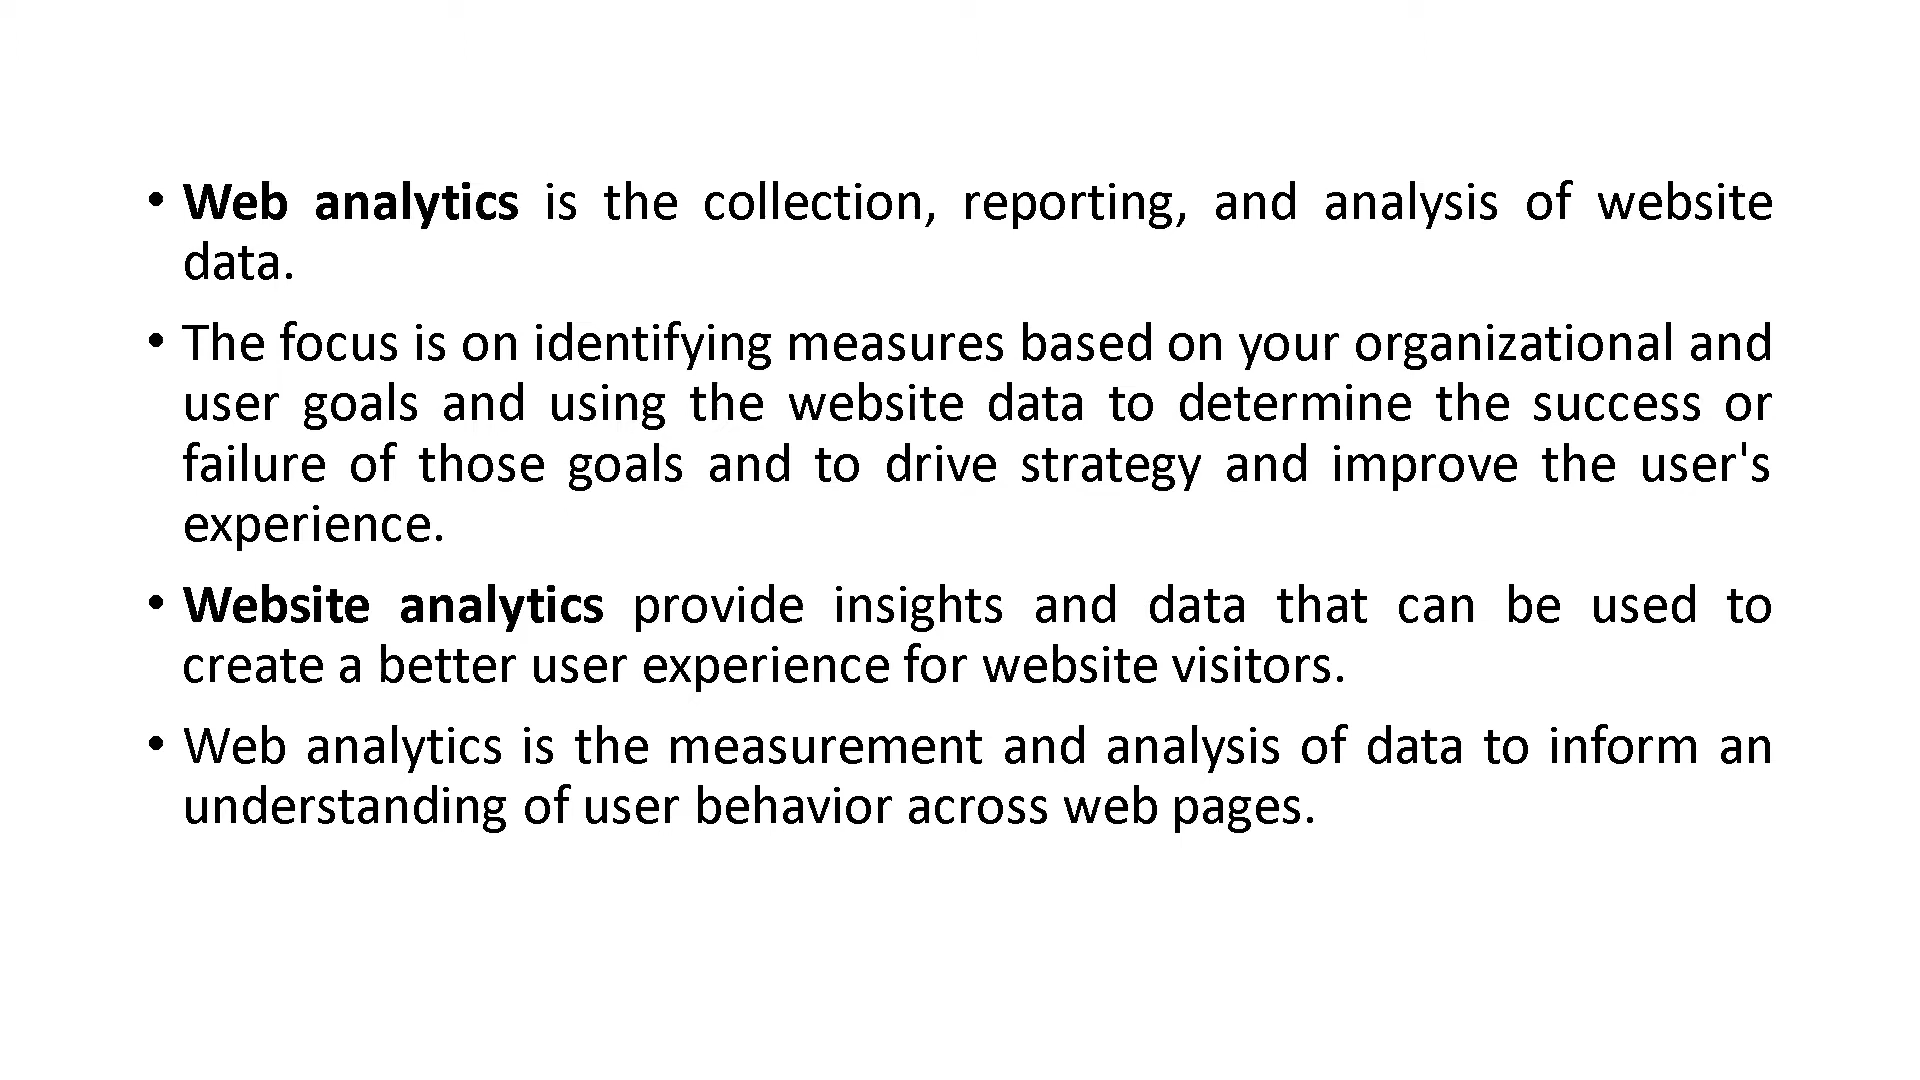 • Web analytics is the collection, reporting, and analysis of website
data.
• The focus is on identifying measures based on your organizational and
user goals and using the website data to determine the success or
failure of those goals and to drive strategy and improve the user's
experience.
• Website analytics provide insights and data that can be used to
create a better user experience for website visitors.
• Web analytics is the measurement and analysis of data to inform an
understanding of user behavior across web pages.